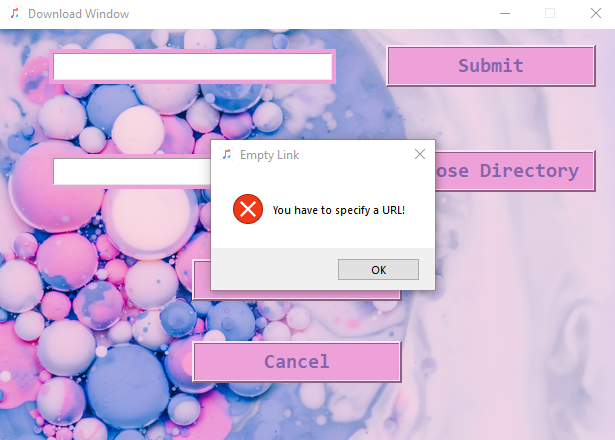 Download Window
Submit
Empty Link
ose Directory
You have to specify a URL!
OK
Cancel